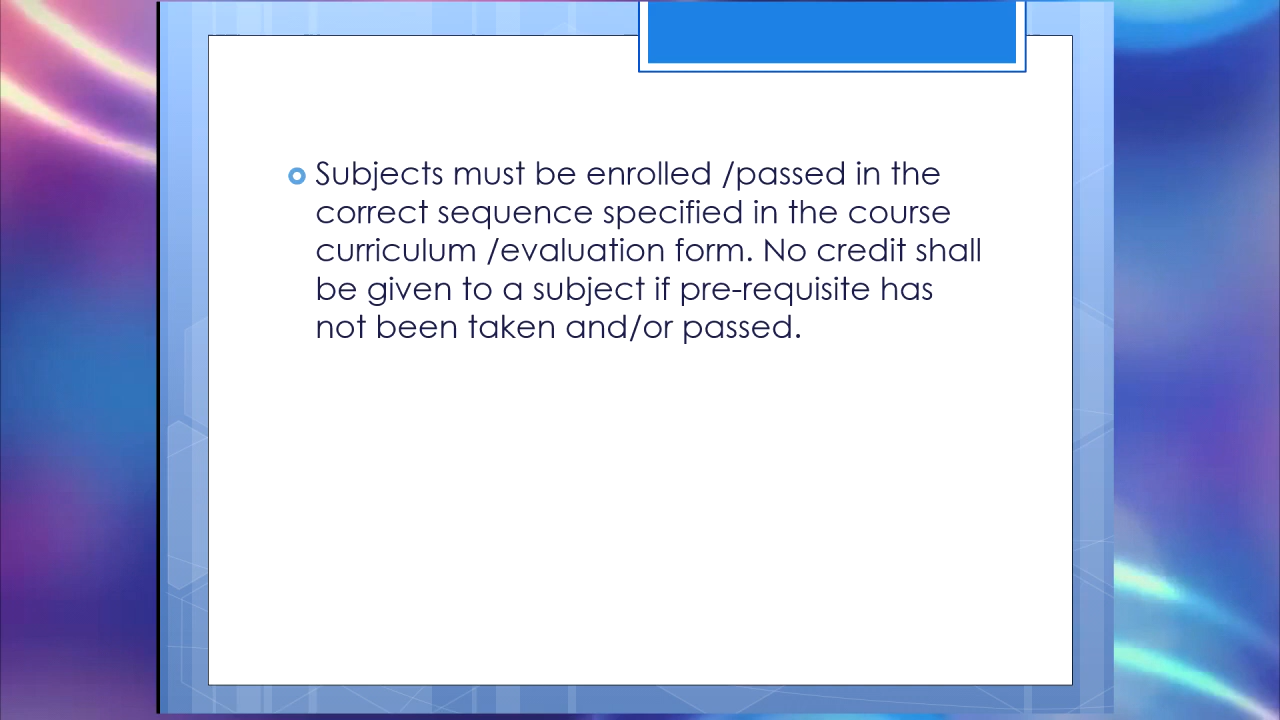 Subjects must be enrolled /passed in the
correct sequence specified in the course
curriculum /evaluation form. No credit shall
be given to a subject if pre-requisite has
not been taken and/or passed.